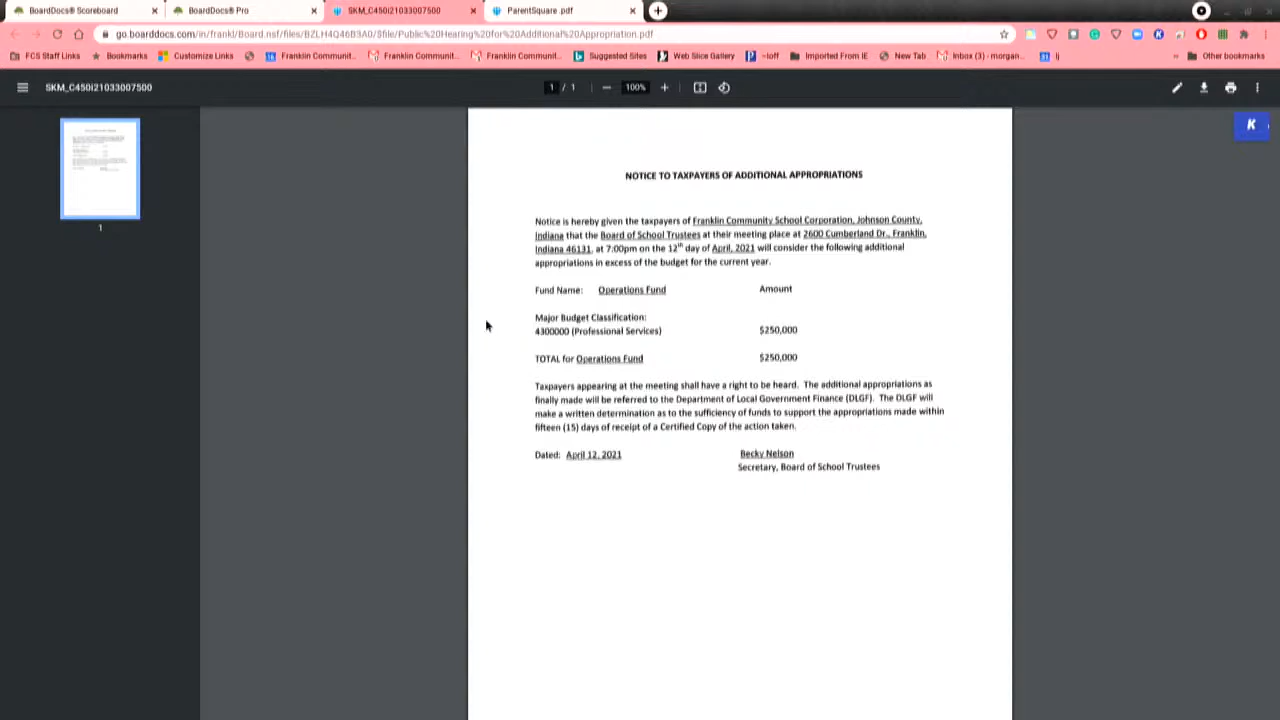 BoardDocs® Scoreboard
BoardDocs® Pro
SKM_C450i21033007500
ParentSquare .pdf
go.boarddocs.com/in/frankl/Board.nsf/files/BZLH4Q46B3A0/$file/Public%20Hearing%20for%20Additional%20Appropriation.pdf
FCS Staff Links Bookmarks Customize Links Franklin Communit... Franklin Communit... Franklin Communit... Suggested Sites Web Slice Gallery Imported From IE New Tab Inbox (3) - morgan... Other bookmarks
SKM_C450i21033007500 1 / 1 100%
K
1
NOTICE TO TAXPAYERS OF ADDITIONAL APPROPRIATIONS
Notice is hereby given the taxpayers of Franklin Community School Corporation, Johnson County,
Indiana that the Board of School Trustees at their meeting place at 2600 Cumberland Dr., Franklin,
Indiana 46131, at 7:00pm on the 12th day of April, 2021 will consider the following additional
appropriations in excess of the budget for the current year.
Fund Name: Operations Fund Amount
Major Budget Classification:
4300000 (Professional Services) $250,000
TOTAL for Operations Fund $250,000
Taxpayers appearing at the meeting shall have a right to be heard. The additional appropriations as
finally made will be referred to the Department of Local Government Finance (DLGF). The DLGF will
make a written determination as to the sufficiency of funds to support the appropriations made within
fifteen (15) days of receipt of a Certified Copy of the action taken.
Dated: April 12, 2021 Becky Nelson
Secretary, Board of School Trustees